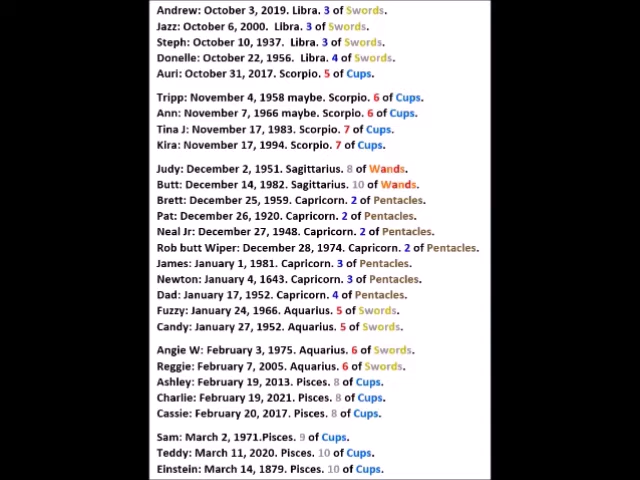 Andrew: October 3, 2019. Libra. 3 of Swords.
Jazz: October 6, 2000.  Libra. 3 of Swords.
Steph: October 10, 1937.  Libra. 3 of Swords.
Donelle: October 22, 1956.  Libra. 4 of Swords.
Auri: October 31, 2017. Scorpio. 5 of Cups.
Tripp: November 4, 1958 maybe. Scorpio. 6 of Cups.
Ann: November 7, 1966 maybe. Scorpio. 6 of Cups.
Tina J: November 17, 1983. Scorpio. 7 of Cups.
Kira: November 17, 1994. Scorpio. 7 of Cups.
Judy: December 2, 1951. Sagittarius. 8 of Wands.
Butt: December 14, 1982. Sagittarius. 10 of Wands.
Brett: December 25, 1959. Capricorn. 2 of Pentacles.
Pat: December 26, 1920. Capricorn. 2 of Pentacles.
Neal Jr: December 27, 1948. Capricorn. 2 of Pentacles.
Rob butt Wiper: December 28, 1974. Capricorn. 2 of Pentacles.
James: January 1, 1981. Capricorn. 3 of Pentacles.
Newton: January 4, 1643. Capricorn. 3 of Pentacles.
Dad: January 17, 1952. Capricorn. 4 of Pentacles.
Fuzzy: January 24, 1966. Aquarius. 5 of Swords.
Candy: January 27, 1952. Aquarius. 5 of Swords.
Angie W: February 3, 1975. Aquarius. 6 of Swords.
Reggie: February 7, 2005. Aquarius. 6 of Swords.
Ashley: February 19, 2013. Pisces. 8 of Cups.
Charlie: February 19, 2021. Pisces. 8 of Cups.
Cassie: February 20, 2017. Pisces. 8 of Cups.
Sam: March 2, 1971.Pisces. 9 of Cups.
Teddy: March 11, 2020. Pisces. 10 of Cups.
Einstein: March 14, 1879. Pisces. 10 of Cups.